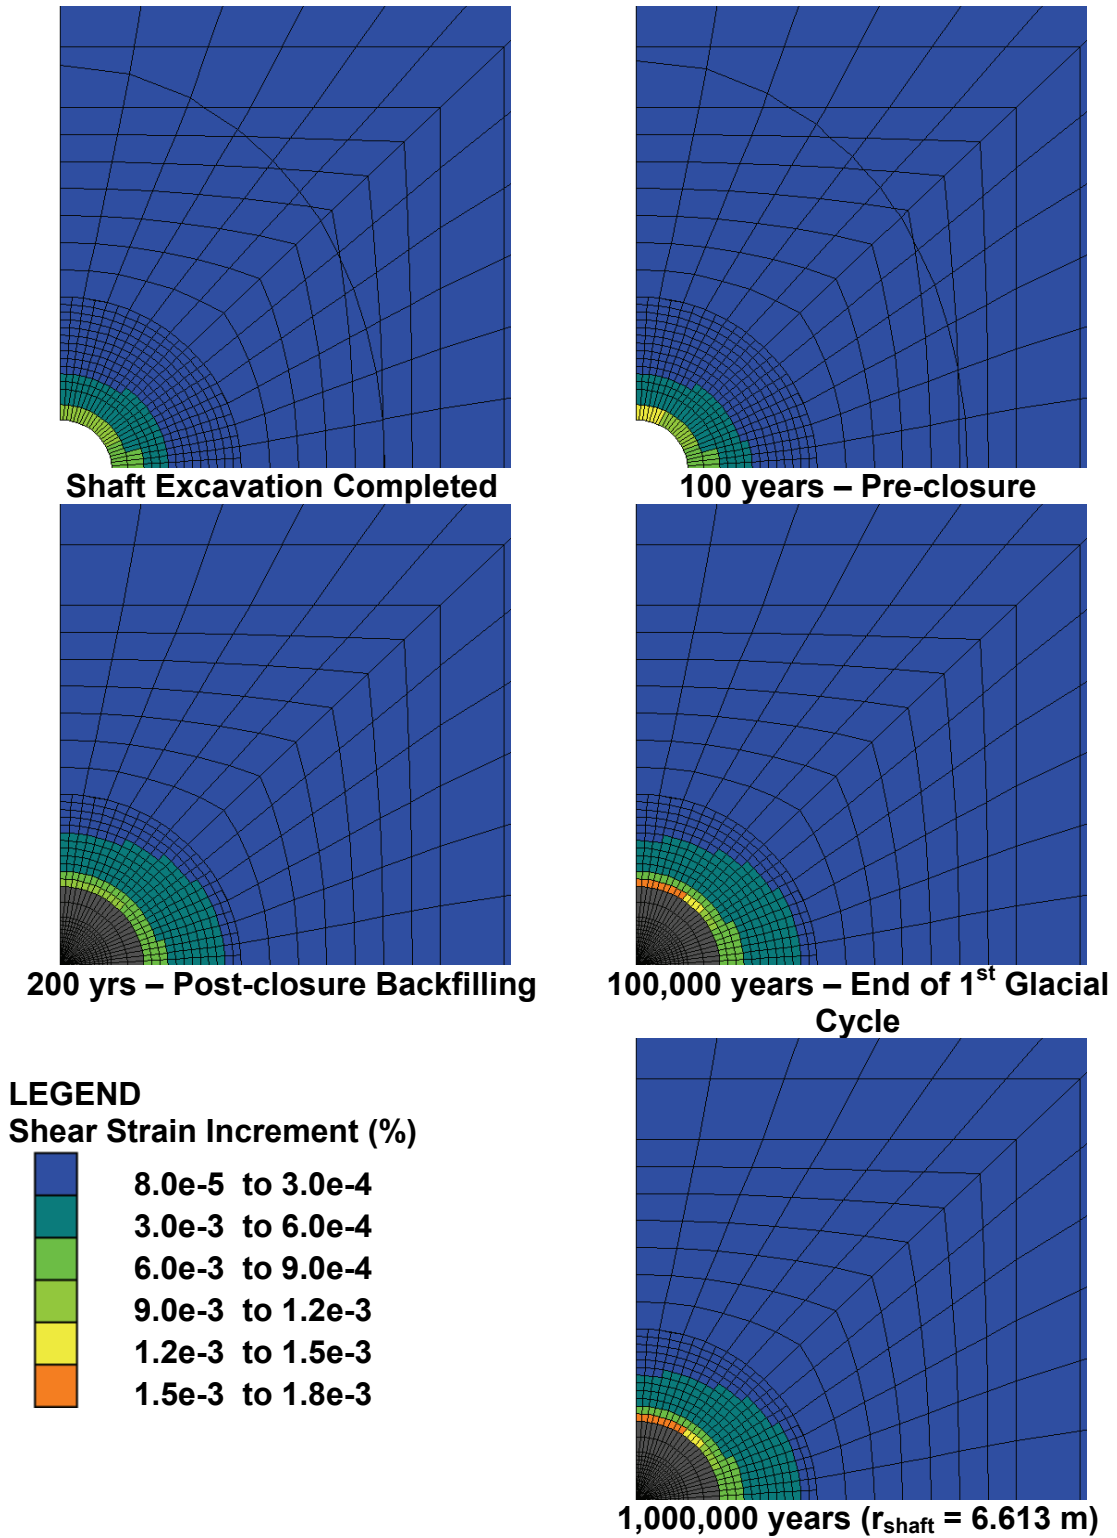 Shaft Excavation Completed
100 years – Pre-closure
200 yrs – Post-closure Backfilling
100,000 years – End of 1st Glacial
Cycle
LEGEND
Shear Strain Increment (%)
8.0e-5 to 3.0e-4
3.0e-3 to 6.0e-4
6.0e-3 to 9.0e-4
9.0e-3 to 1.2e-3
1.2e-3 to 1.5e-3
1.5e-3 to 1.8e-3
1,000,000 years (rshaft = 6.613 m)